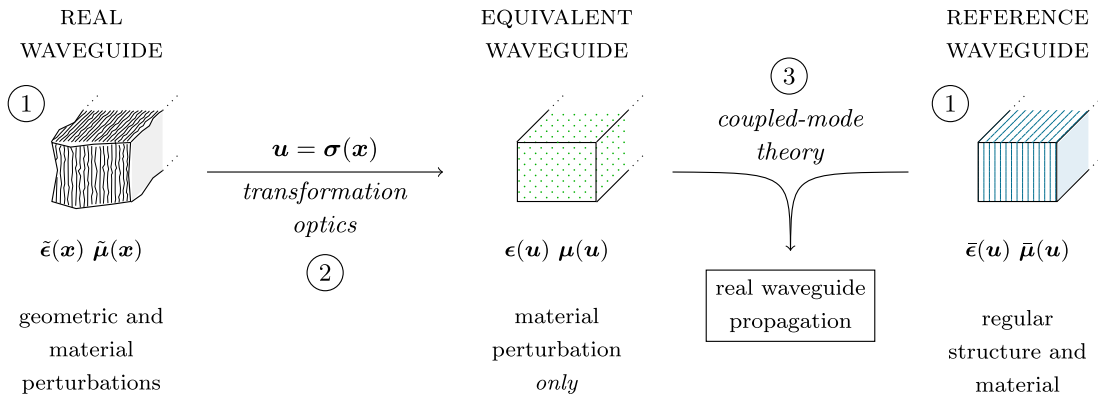 REAL
WAVEGUIDE
1
ϵ̃(x) μ̃(x)
geometric and
material
perturbations
u = σ(x)
transformation
optics
2
EQUIVALENT
WAVEGUIDE
ϵ(u) μ(u)
material
perturbation
only
3
coupled-mode
theory
real waveguide
propagation
REFERENCE
WAVEGUIDE
1
ϵ̄(u) μ̄(u)
regular
structure and
material